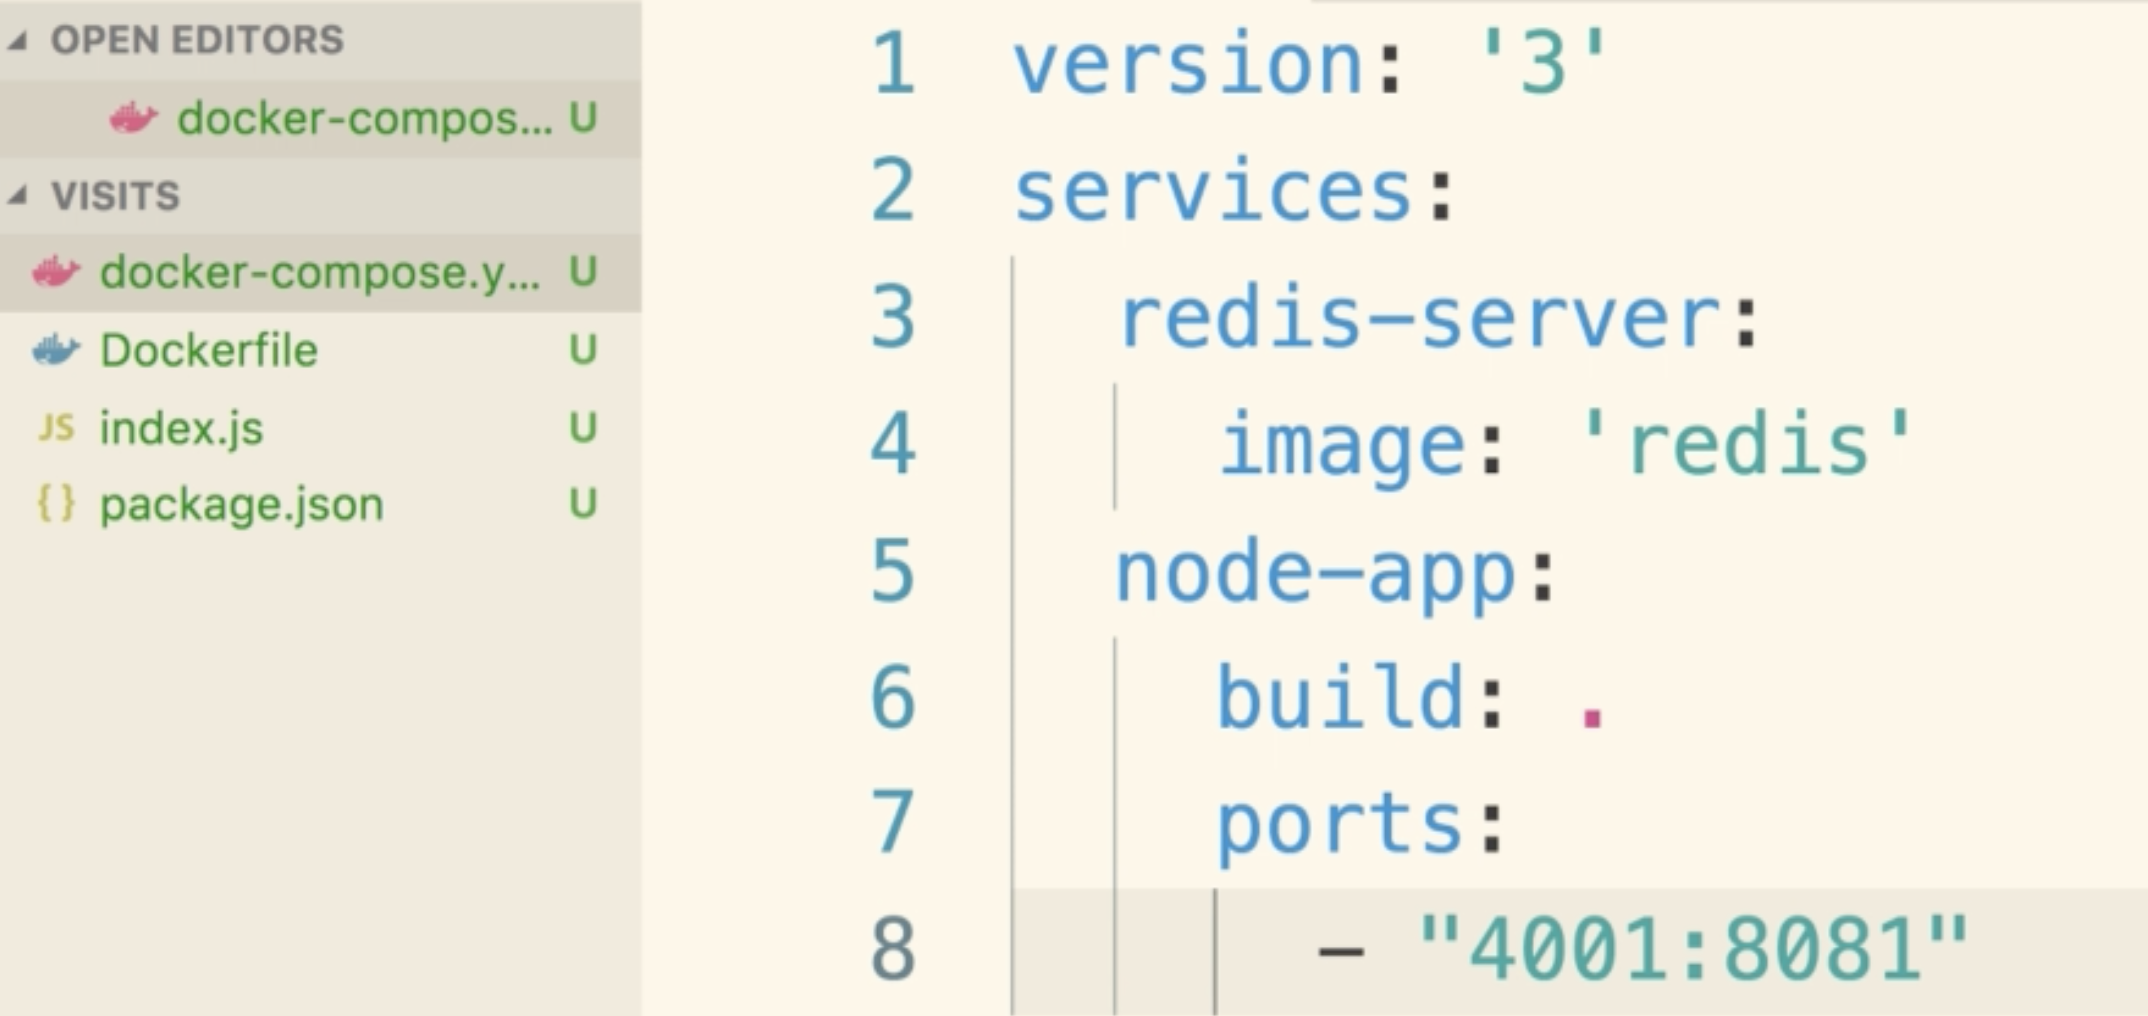 OPEN EDITORS
docker-compos... U
VISITS
docker-compose.y... U
Dockerfile U
JS index.js U
{} package.json U
1 version: '3'
2 services:
3 redis-server:
4 image: 'redis'
5 node-app:
6 build: .
7 ports:
8 - "4001:8081"